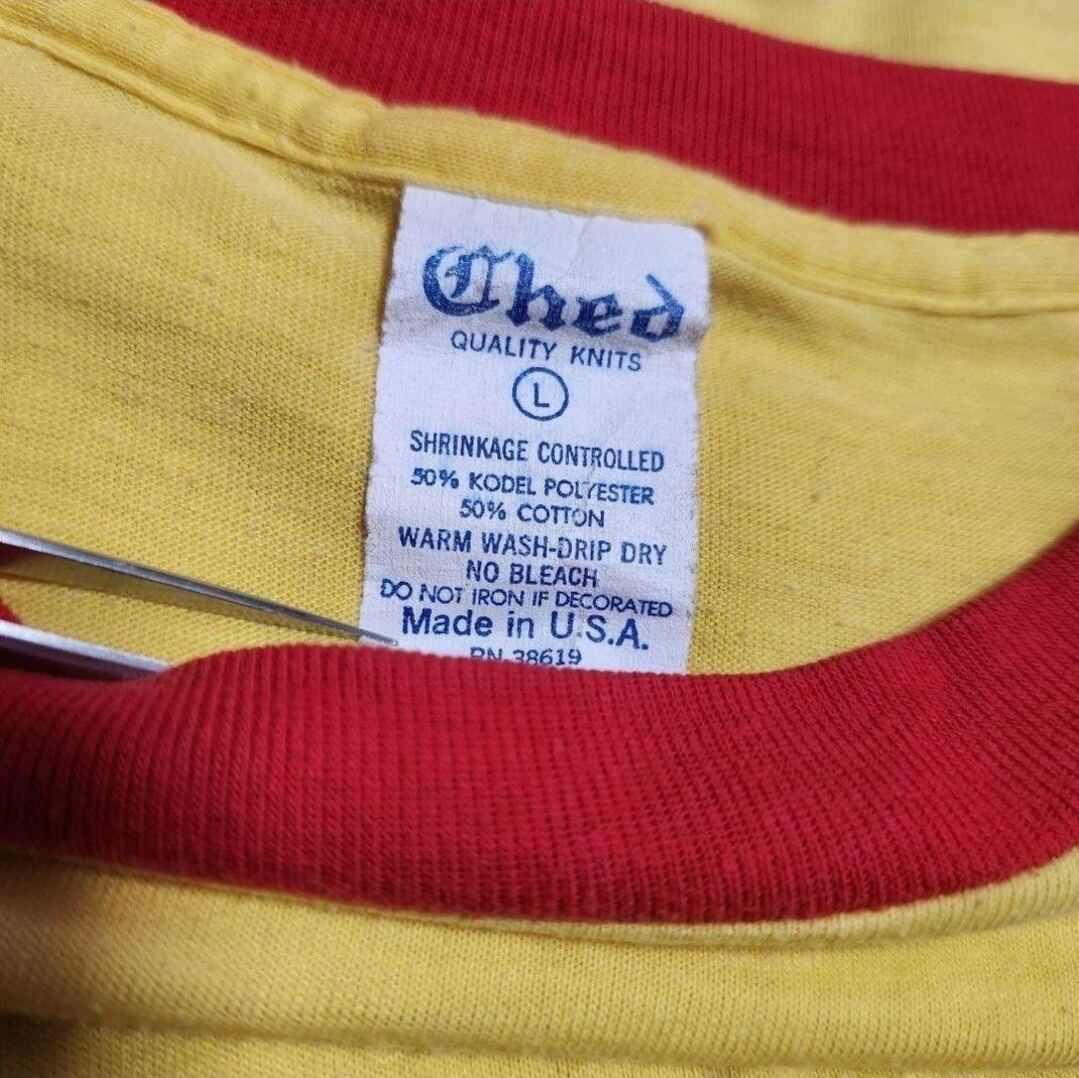 Ched
QUALITY KNITS
L
SHRINKAGE CONTROLLED
50% KODEL POLYESTER
50% COTTON
WARM WASH-DRIP DRY
NO BLEACH
DO NOT IRON IF DECORATED
Made in U.S.A.
RN 38619